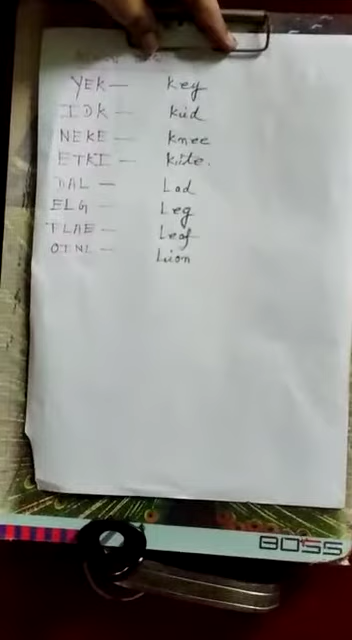 YEK — Key
IDK — Kid
NEKE — Knee
ETKI — Kite.
DAL — Lad
ELG — Leg
FLAE — Leaf
OINL — Lion
BOSS